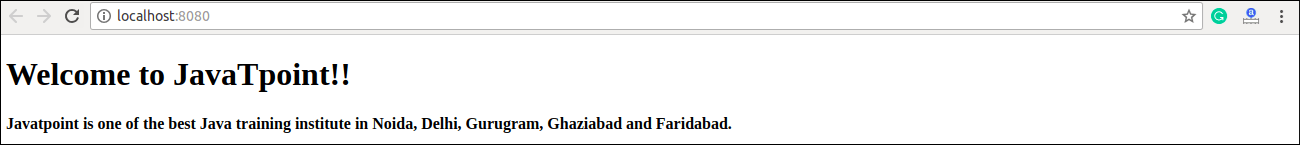 localhost:8080
Welcome to JavaTpoint!!
Javatpoint is one of the best Java training institute in Noida, Delhi, Gurugram, Ghaziabad and Faridabad.